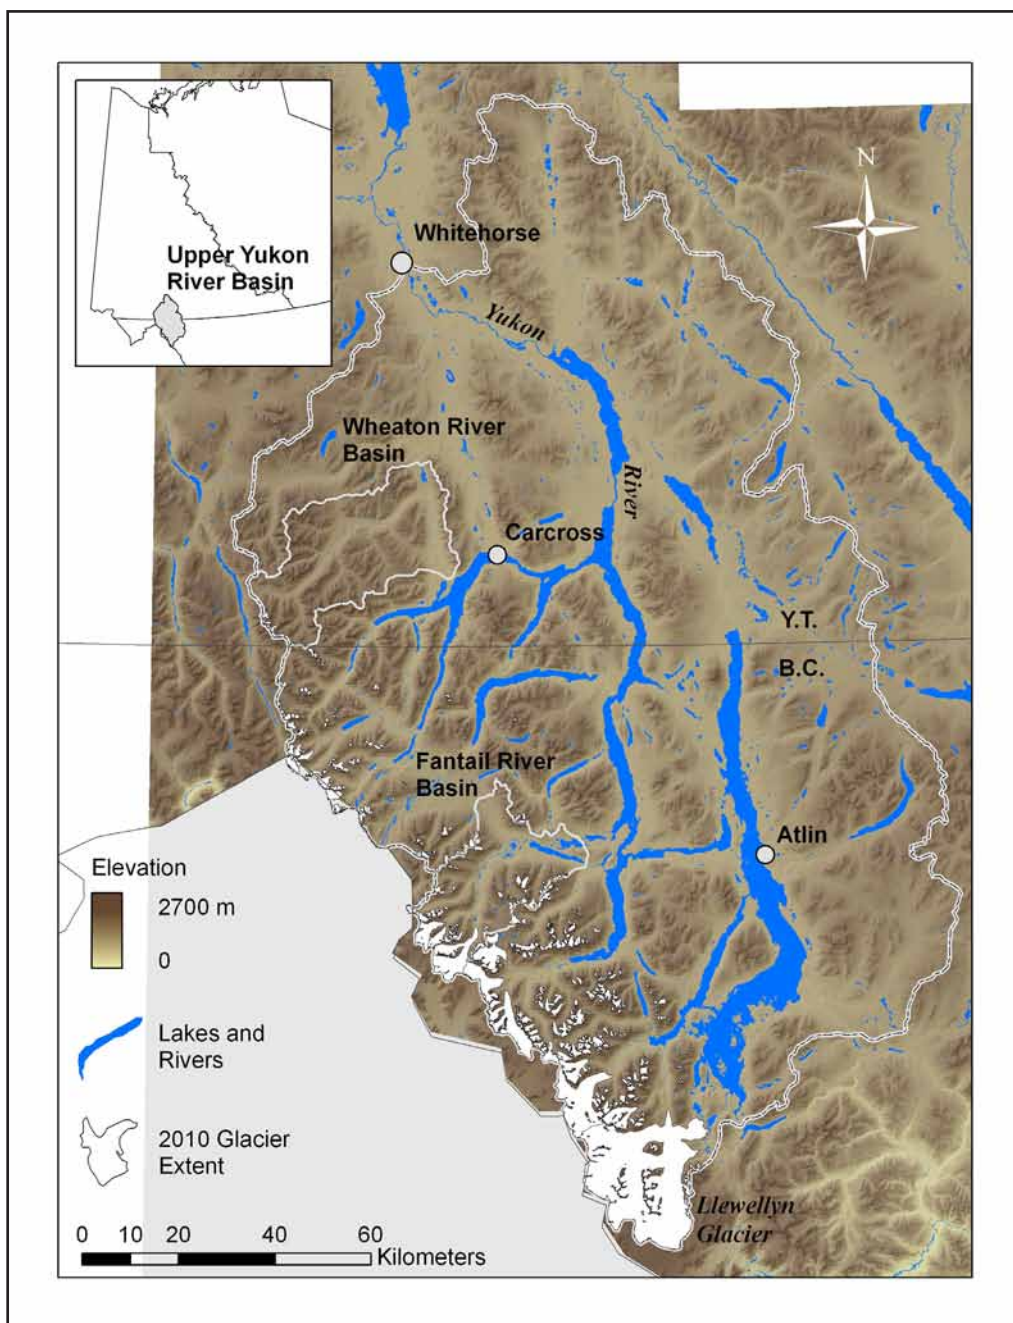 Upper Yukon
River Basin
N
Whitehorse
Yukon
River
Wheaton River
Basin
Carcross
Y.T.
B.C.
Fantail River
Basin
Atlin
Elevation
2700 m
0
Lakes and
Rivers
2010 Glacier
Extent
Llewellyn
Glacier
0 10 20 40 60
Kilometers